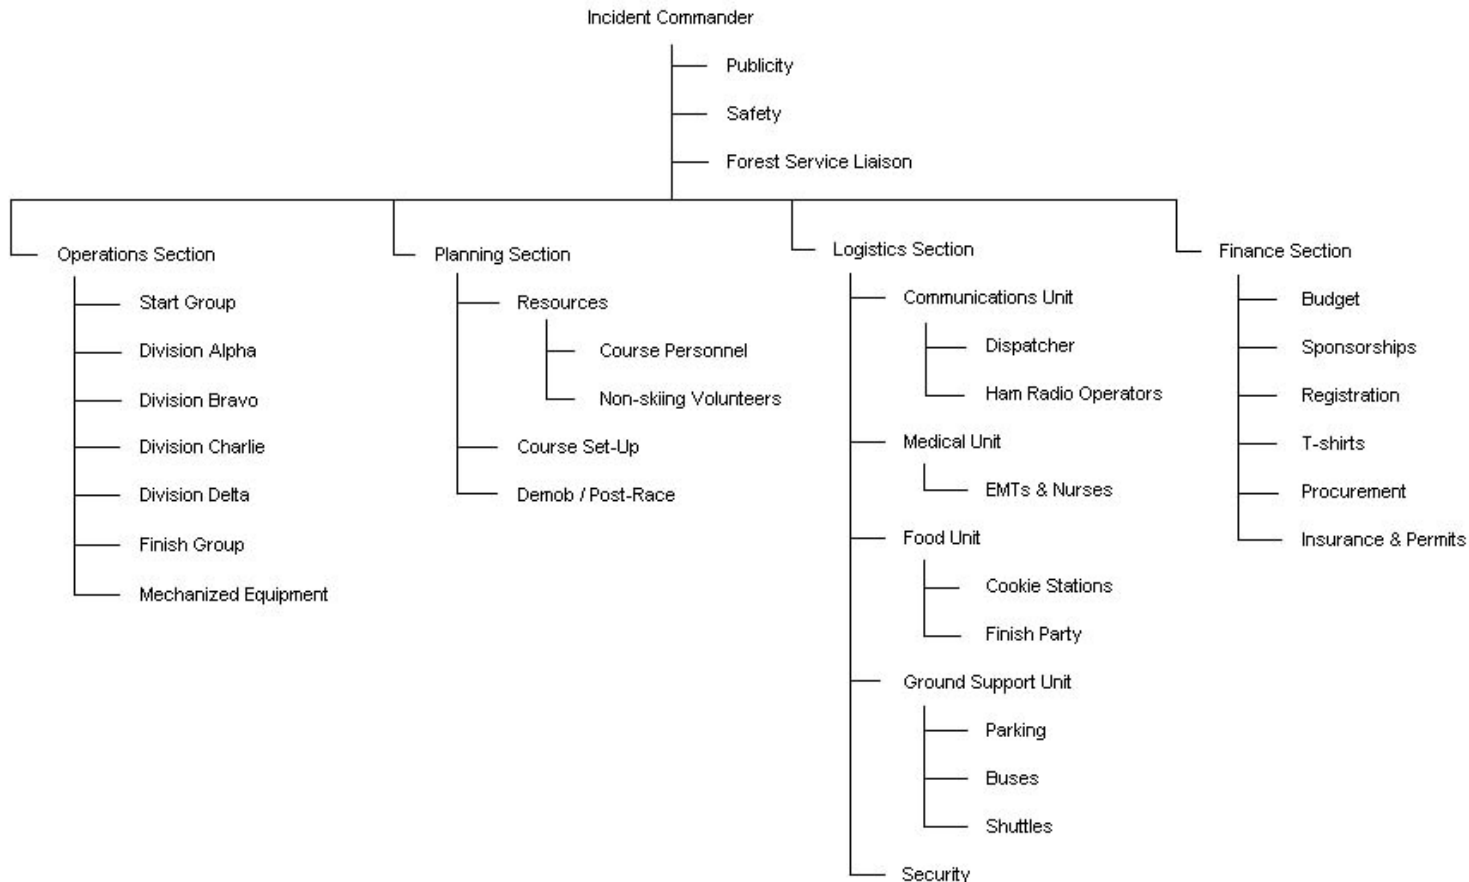 Incident Commander
Publicity
Safety
Forest Service Liaison
Operations Section
Start Group
Division Alpha
Division Bravo
Division Charlie
Division Delta
Finish Group
Mechanized Equipment
Planning Section
Resources
Course Personnel
Non-skiing Volunteers
Course Set-Up
Demob / Post-Race
Logistics Section
Communications Unit
Dispatcher
Ham Radio Operators
Medical Unit
EMTs & Nurses
Food Unit
Cookie Stations
Finish Party
Ground Support Unit
Parking
Buses
Shuttles
Security
Finance Section
Budget
Sponsorships
Registration
T-shirts
Procurement
Insurance & Permits